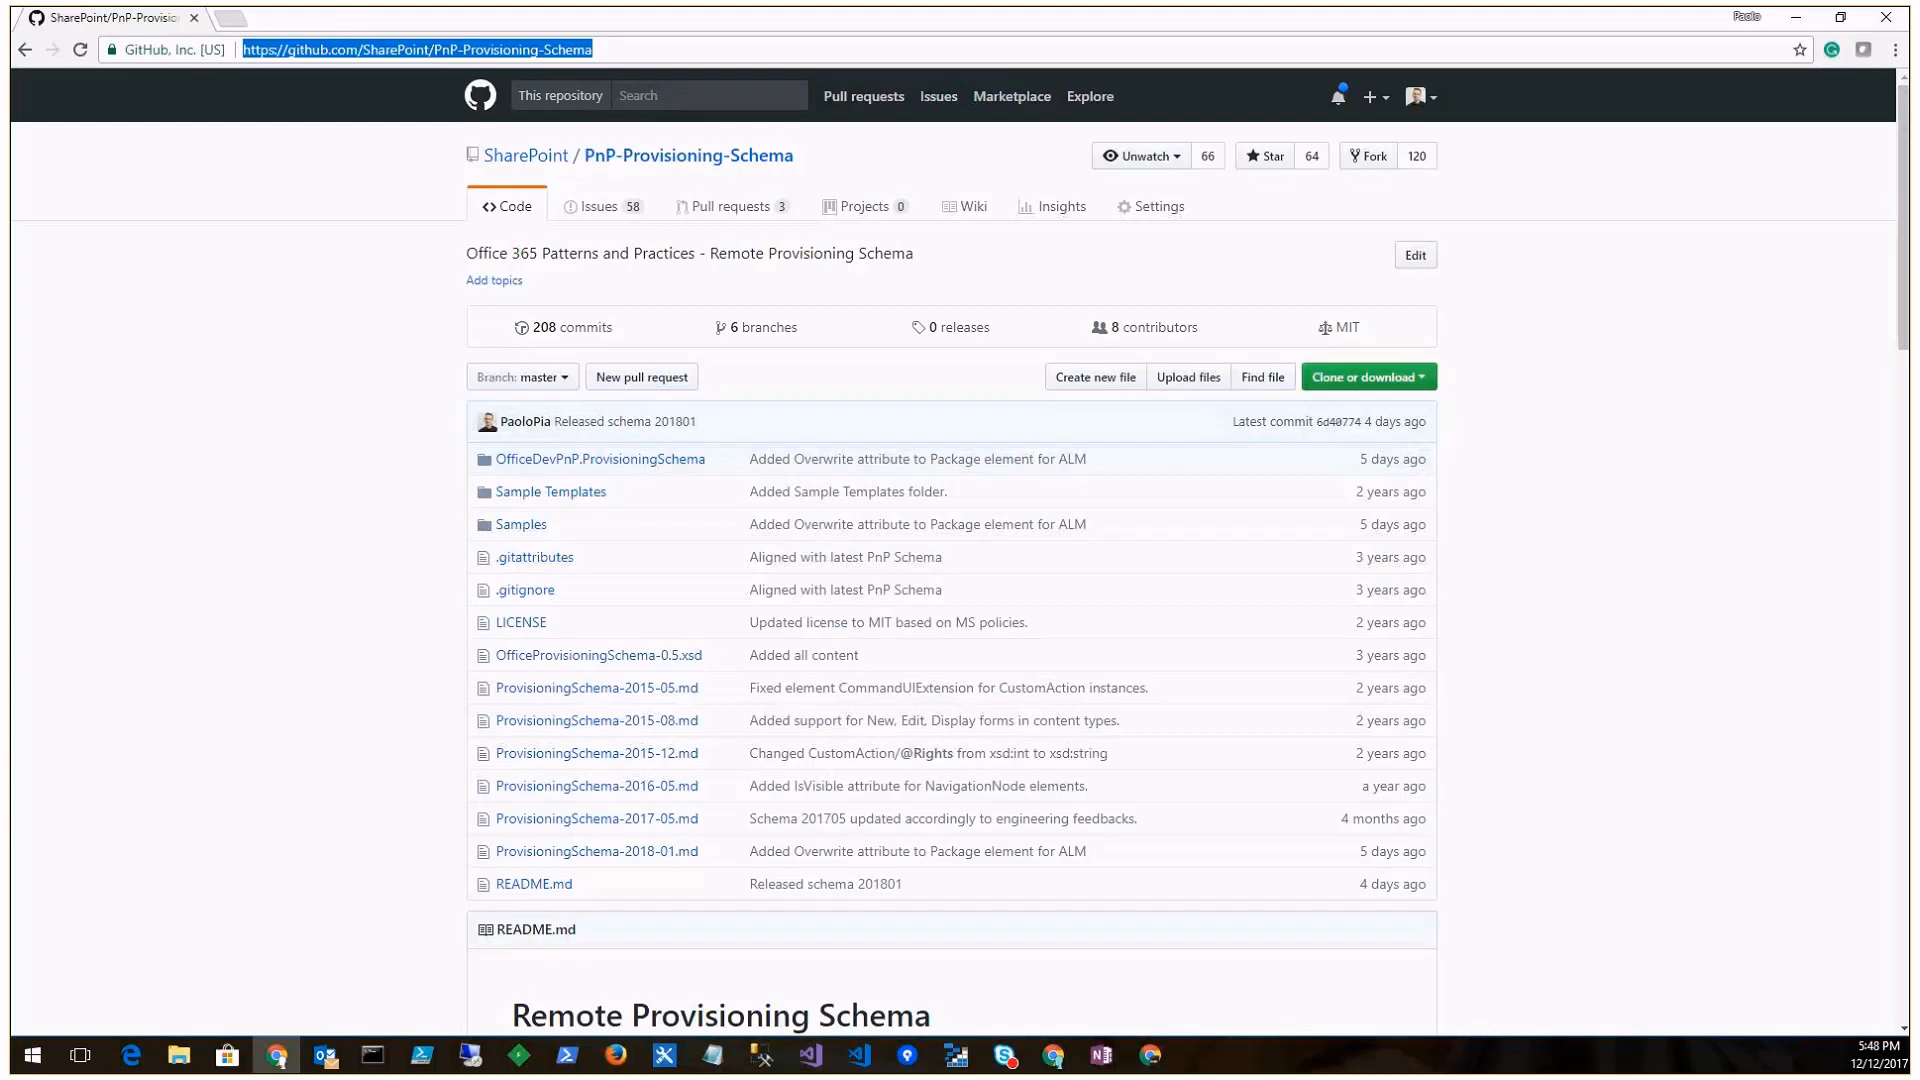 SharePoint/PnP-Provisio
Paolo
GitHub, Inc. [US] https://github.com/SharePoint/PnP-Provisioning-Schema
This repository Search Pull requests Issues Marketplace Explore
SharePoint / PnP-Provisioning-Schema Unwatch 66 Star 64 Fork 120
Code Issues 58 Pull requests 3 Projects 0 Wiki Insights Settings
Office 365 Patterns and Practices - Remote Provisioning Schema Edit
Add topics
208 commits 6 branches 0 releases 8 contributors MIT
Branch: master New pull request Create new file Upload files Find file Clone or download
PaoloPia Released schema 201801 Latest commit 6d40774 4 days ago
OfficeDevPnP.ProvisioningSchema Added Overwrite attribute to Package element for ALM 5 days ago
Sample Templates Added Sample Templates folder. 2 years ago
Samples Added Overwrite attribute to Package element for ALM 5 days ago
.gitattributes Aligned with latest PnP Schema 3 years ago
.gitignore Aligned with latest PnP Schema 3 years ago
LICENSE Updated license to MIT based on MS policies. 2 years ago
OfficeProvisioningSchema-0.5.xsd Added all content 3 years ago
ProvisioningSchema-2015-05.md Fixed element CommandUIExtension for CustomAction instances. 2 years ago
ProvisioningSchema-2015-08.md Added support for New, Edit, Display forms in content types. 2 years ago
ProvisioningSchema-2015-12.md Changed CustomAction/@Rights from xsd:int to xsd:string 2 years ago
ProvisioningSchema-2016-05.md Added IsVisible attribute for NavigationNode elements. a year ago
ProvisioningSchema-2017-05.md Schema 201705 updated accordingly to engineering feedbacks. 4 months ago
ProvisioningSchema-2018-01.md Added Overwrite attribute to Package element for ALM 5 days ago
README.md Released schema 201801 4 days ago
README.md
Remote Provisioning Schema
5:48 PM
12/12/2017